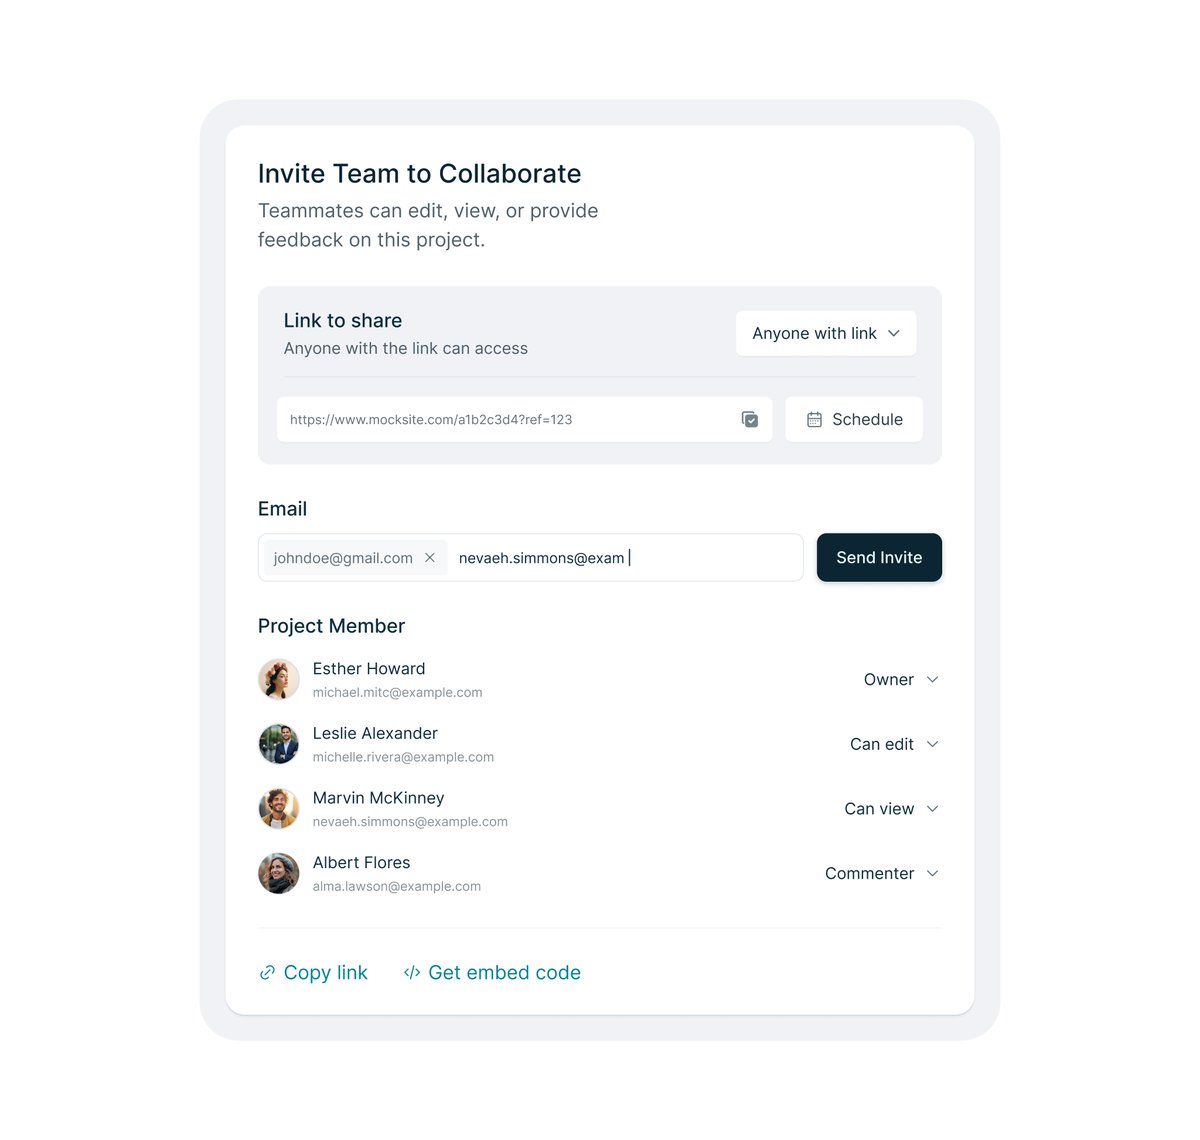 Invite Team to Collaborate
Teammates can edit, view, or provide
feedback on this project.
Link to share
Anyone with the link can access
Anyone with link
https://www.mocksite.com/a1b2c3d4?ref=123
Schedule
Email
johndoe@gmail.com
nevaeh.simmons@exam
Send Invite
Project Member
Esther Howard
michael.mitc@example.com
Owner
Leslie Alexander
michelle.rivera@example.com
Can edit
Marvin McKinney
nevaeh.simmons@example.com
Can view
Albert Flores
alma.lawson@example.com
Commenter
Copy link
Get embed code